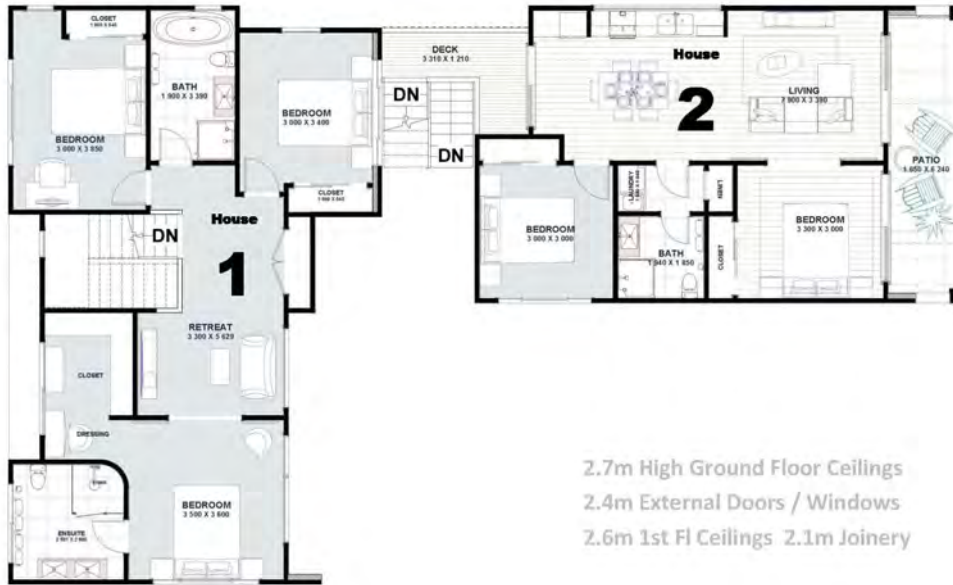 CLOSET
BATH
1 900 X 3 390
BEDROOM
3 000 X 3 850
BEDROOM
3 000 X 3 400
CLOSET
DECK
3 310 X 1 210
DN
DN
House
2
LIVING
7 900 X 3 390
PATIO
House
1
DN
RETREAT
3 300 X 5 629
LAUNDRY
LINEN
BEDROOM
3 000 X 3 000
BATH
1 940 X 1 850
CLOSET
BEDROOM
3 300 X 3 000
CLOSET
DRESSING
BEDROOM
3 500 X 3 600
ENSUITE
2.7m High Ground Floor Ceilings
2.4m External Doors / Windows
2.6m 1st Fl Ceilings 2.1m Joinery